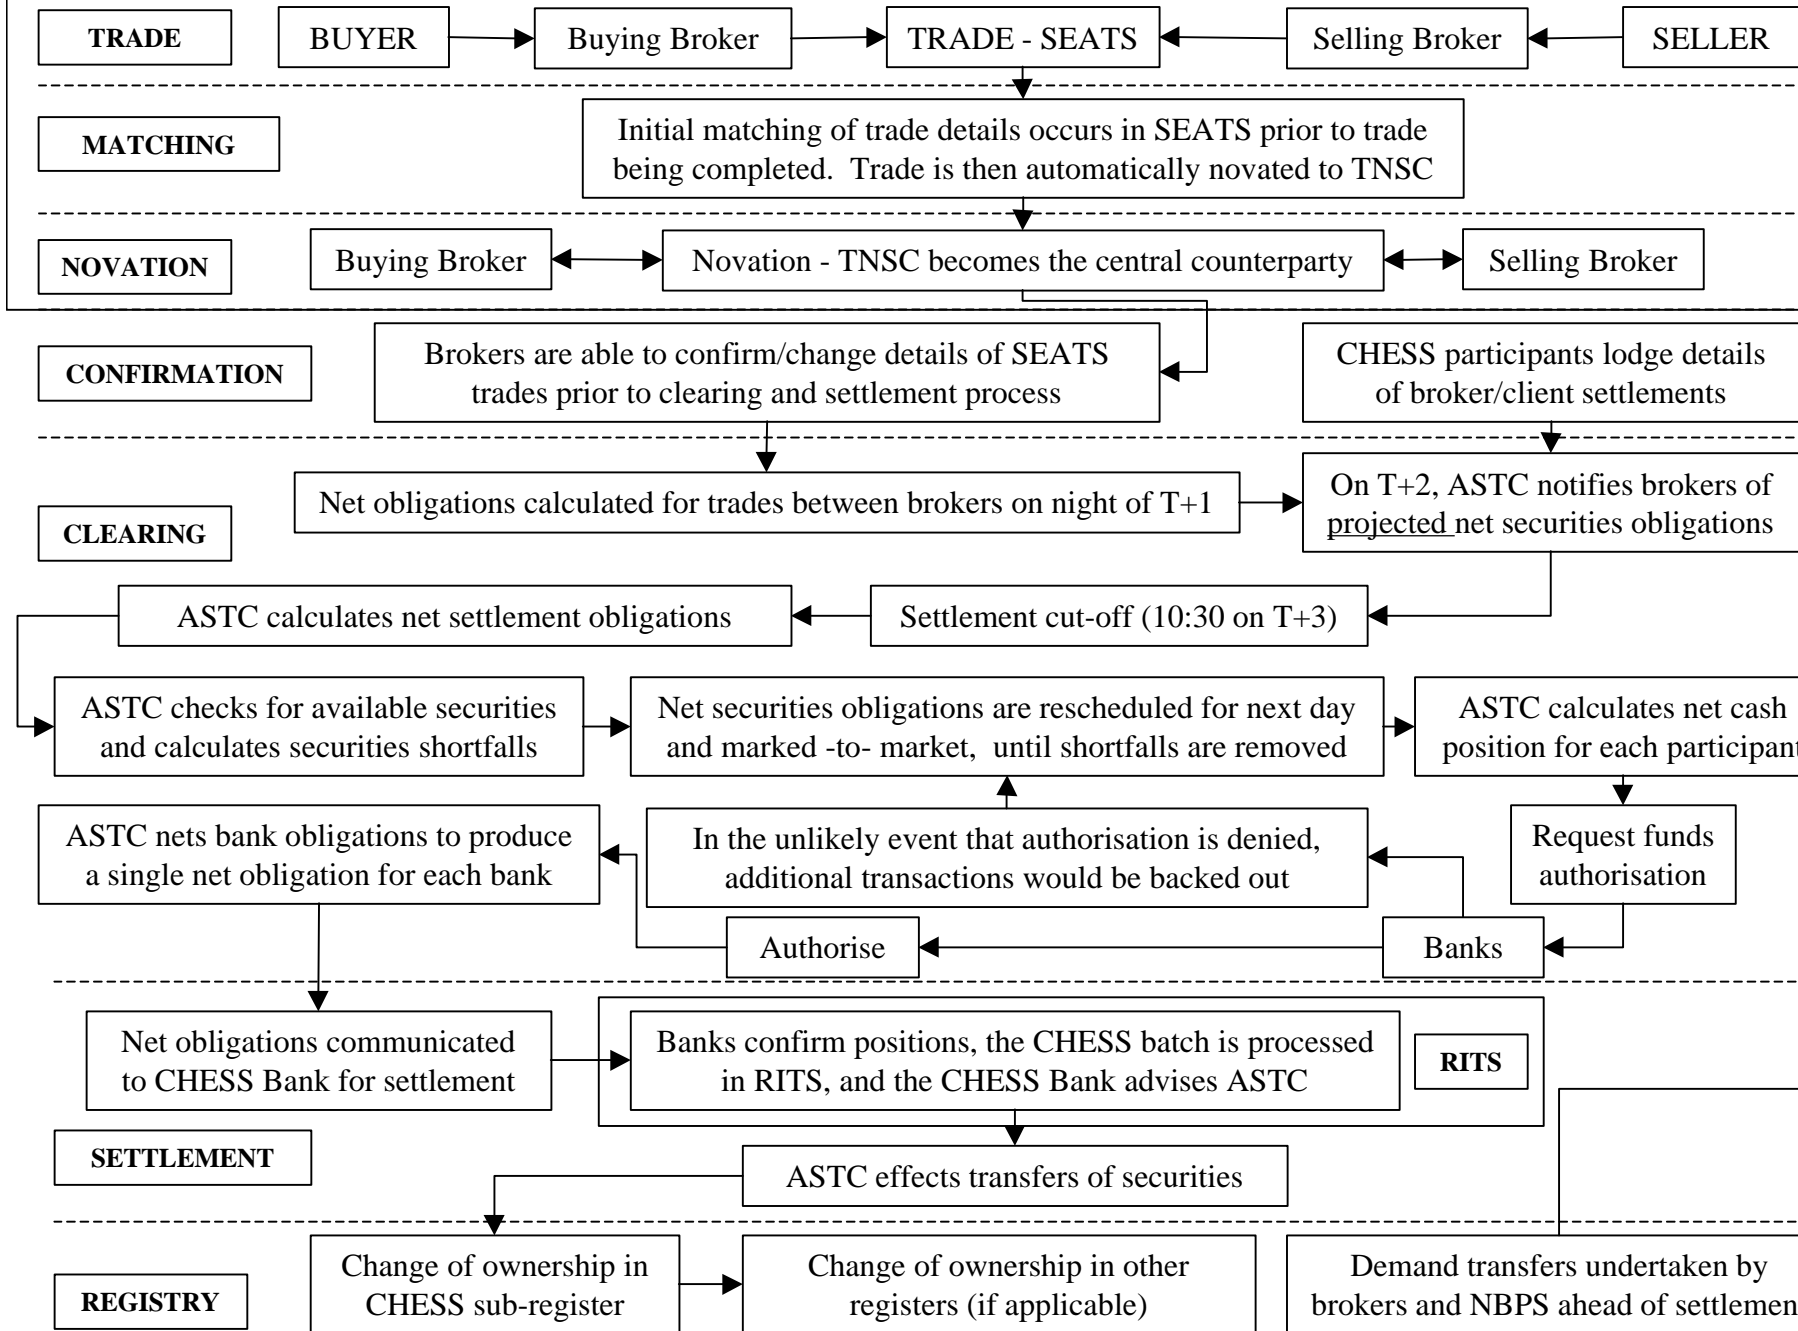 TRADE
BUYER
Buying Broker
TRADE - SEATS
Selling Broker
SELLER
MATCHING
Initial matching of trade details occurs in SEATS prior to trade
being completed.  Trade is then automatically novated to TNSC
NOVATION
Buying Broker
Novation - TNSC becomes the central counterparty
Selling Broker
CONFIRMATION
Brokers are able to confirm/change details of SEATS
trades prior to clearing and settlement process
CHESS participants lodge details
of broker/client settlements
CLEARING
Net obligations calculated for trades between brokers on night of T+1
On T+2, ASTC notifies brokers of
projected net securities obligations
ASTC calculates net settlement obligations
Settlement cut-off (10:30 on T+3)
ASTC checks for available securities
and calculates securities shortfalls
Net securities obligations are rescheduled for next day
and marked -to- market,  until shortfalls are removed
ASTC calculates net cash
position for each participant
ASTC nets bank obligations to produce
a single net obligation for each bank
In the unlikely event that authorisation is denied,
additional transactions would be backed out
Request funds
authorisation
Authorise
Banks
Net obligations communicated
to CHESS Bank for settlement
Banks confirm positions, the CHESS batch is processed
in RITS, and the CHESS Bank advises ASTC
RITS
SETTLEMENT
ASTC effects transfers of securities
REGISTRY
Change of ownership in
CHESS sub-register
Change of ownership in other
registers (if applicable)
Demand transfers undertaken by
brokers and NBPS ahead of settlemen